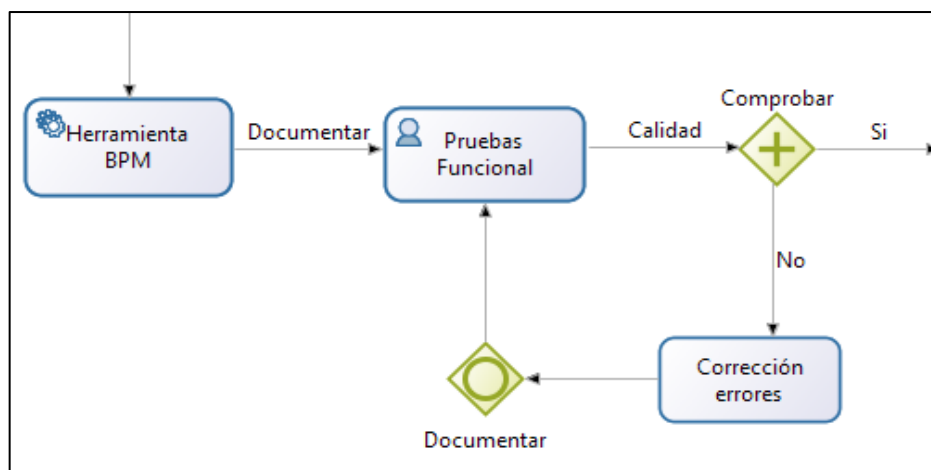 Herramienta
BPM
Documentar
Pruebas
Funcional
Calidad
Comprobar
Si
No
Corrección
errores
Documentar